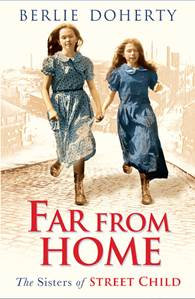 BERLIE DOHERTY
FAR FROM
HOME
The Sisters of STREET CHILD